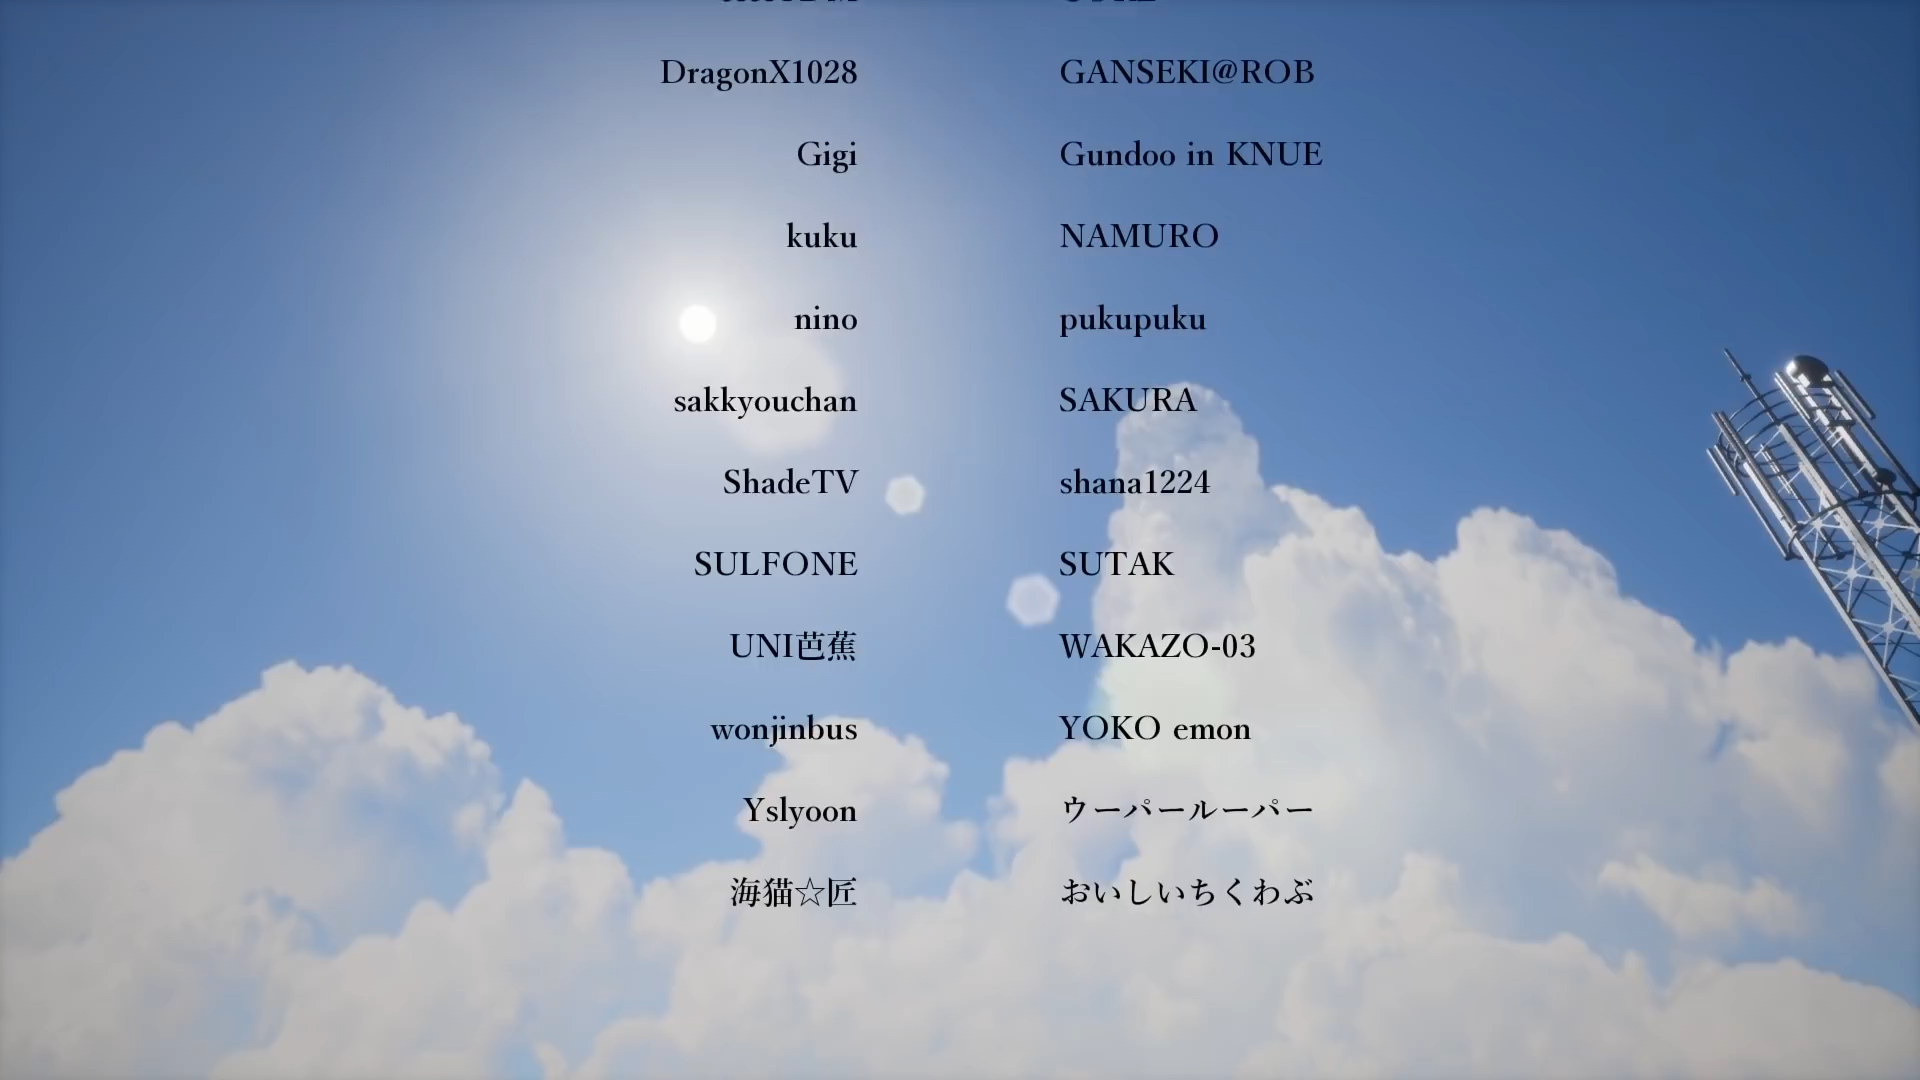 DragonX1028 GANSEKI@ROB
Gigi Gundoo in KNUE
kuku NAMURO
nino pukupuku
sakkyouchan SAKURA
ShadeTV shana1224
SULFONE SUTAK
UNI芭蕉 WAKAZO-03
wonjinbus YOKO emon
Yslyoon ウーパールーパー
海猫☆匠 おいしいちくわぶ